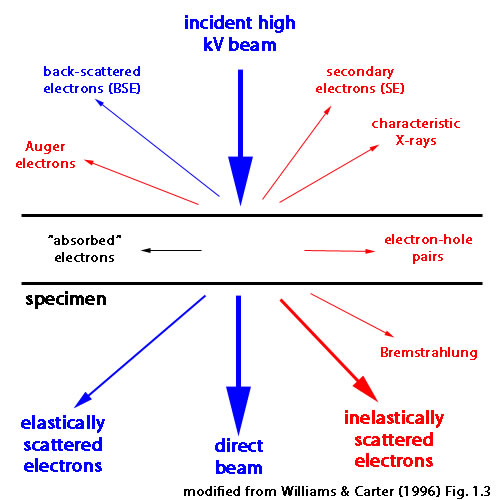 incident high
kV beam
back-scattered
electrons (BSE)
secondary
electrons (SE)
characteristic
X-rays
Auger
electrons
"absorbed"
electrons
electron-hole
pairs
specimen
Bremstrahlung
elastically
scattered
electrons
direct
beam
inelastically
scattered
electrons
modified from Williams & Carter (1996) Fig. 1.3